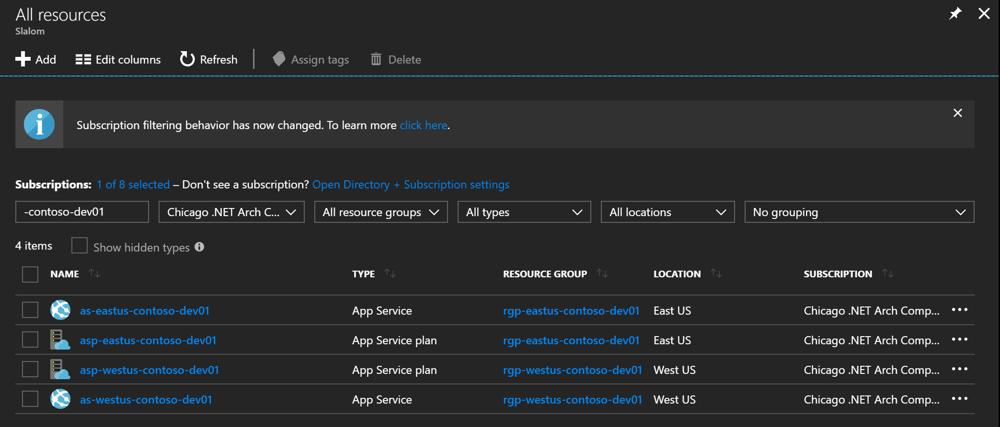 All resources
Slalom
Add Edit columns Refresh Assign tags Delete
Subscription filtering behavior has now changed. To learn more click here.
Subscriptions: 1 of 8 selected – Don't see a subscription? Open Directory + Subscription settings
-contoso-dev01 Chicago .NET Arch C... All resource groups All types All locations No grouping
4 items Show hidden types
NAME TYPE RESOURCE GROUP LOCATION SUBSCRIPTION
as-eastus-contoso-dev01 App Service rgp-eastus-contoso-dev01 East US Chicago .NET Arch Comp...
asp-eastus-contoso-dev01 App Service plan rgp-eastus-contoso-dev01 East US Chicago .NET Arch Comp...
asp-westus-contoso-dev01 App Service plan rgp-westus-contoso-dev01 West US Chicago .NET Arch Comp...
as-westus-contoso-dev01 App Service rgp-westus-contoso-dev01 West US Chicago .NET Arch Comp...